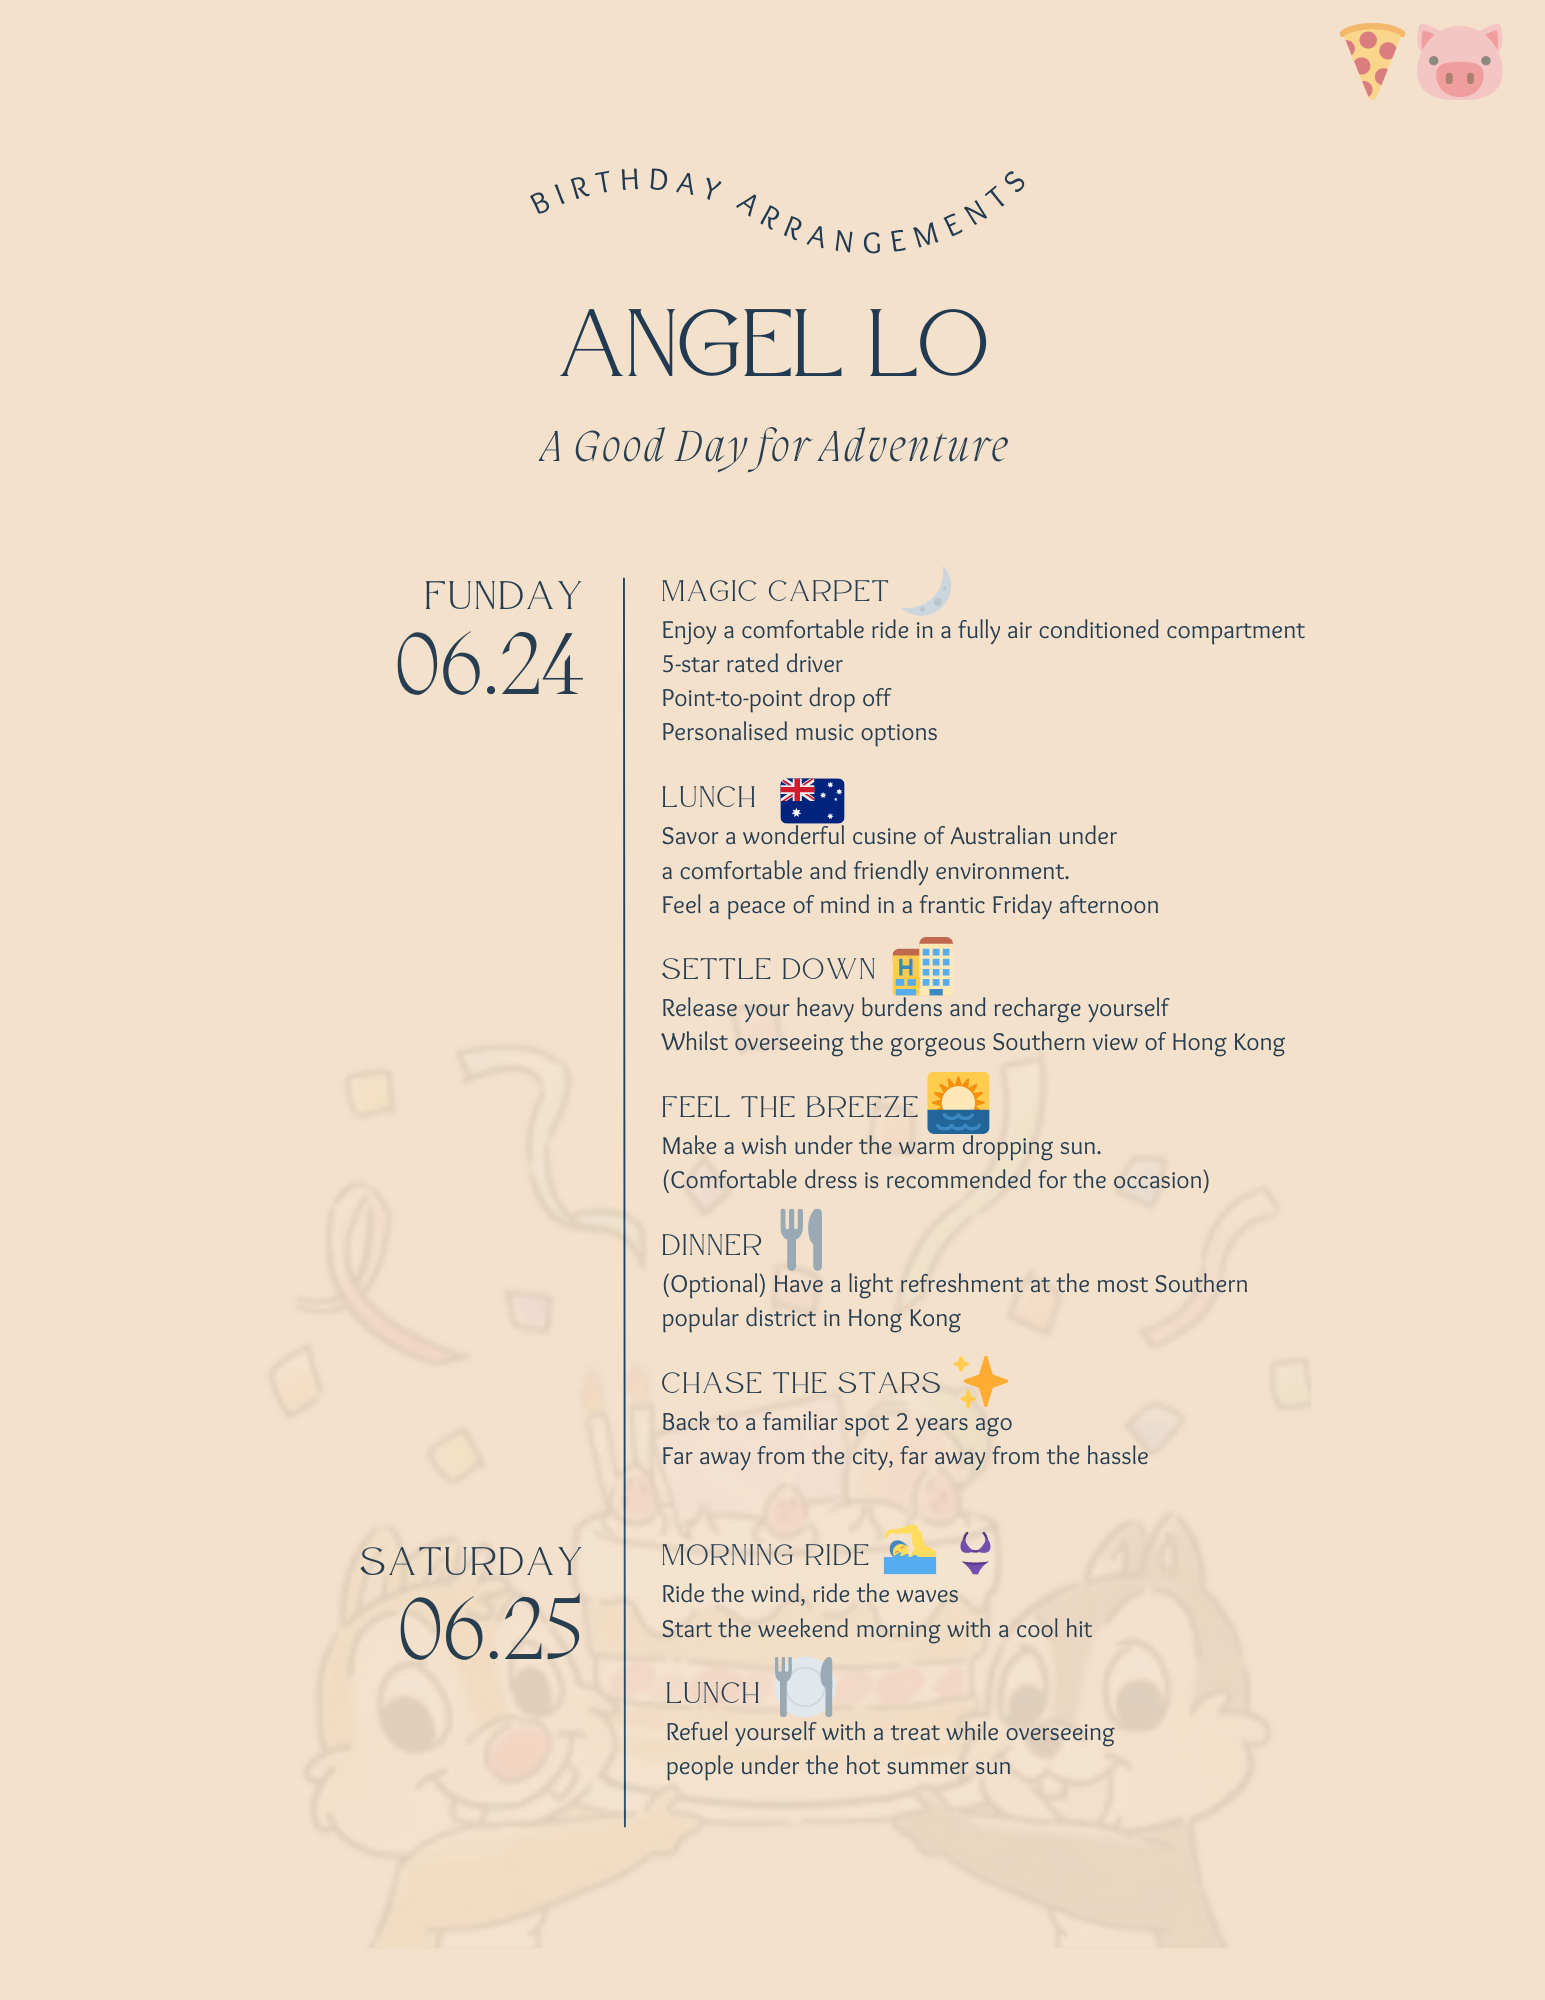 BIRTHDAY ARRANGEMENTS
ANGEL LO
A Good Day for Adventure
FUNDAY
06.24
MAGIC CARPET
Enjoy a comfortable ride in a fully air conditioned compartment
5-star rated driver
Point-to-point drop off
Personalised music options
LUNCH
Savor a wonderful cusine of Australian under
a comfortable and friendly environment.
Feel a peace of mind in a frantic Friday afternoon
SETTLE DOWN
H
Release your heavy burdens and recharge yourself
Whilst overseeing the gorgeous Southern view of Hong Kong
FEEL THE BREEZE
Make a wish under the warm dropping sun.
(Comfortable dress is recommended for the occasion)
DINNER
(Optional) Have a light refreshment at the most Southern
popular district in Hong Kong
CHASE THE STARS
Back to a familiar spot 2 years ago
Far away from the city, far away from the hassle
SATURDAY
06.25
MORNING RIDE
Ride the wind, ride the waves
Start the weekend morning with a cool hit
LUNCH
Refuel yourself with a treat while overseeing
people under the hot summer sun